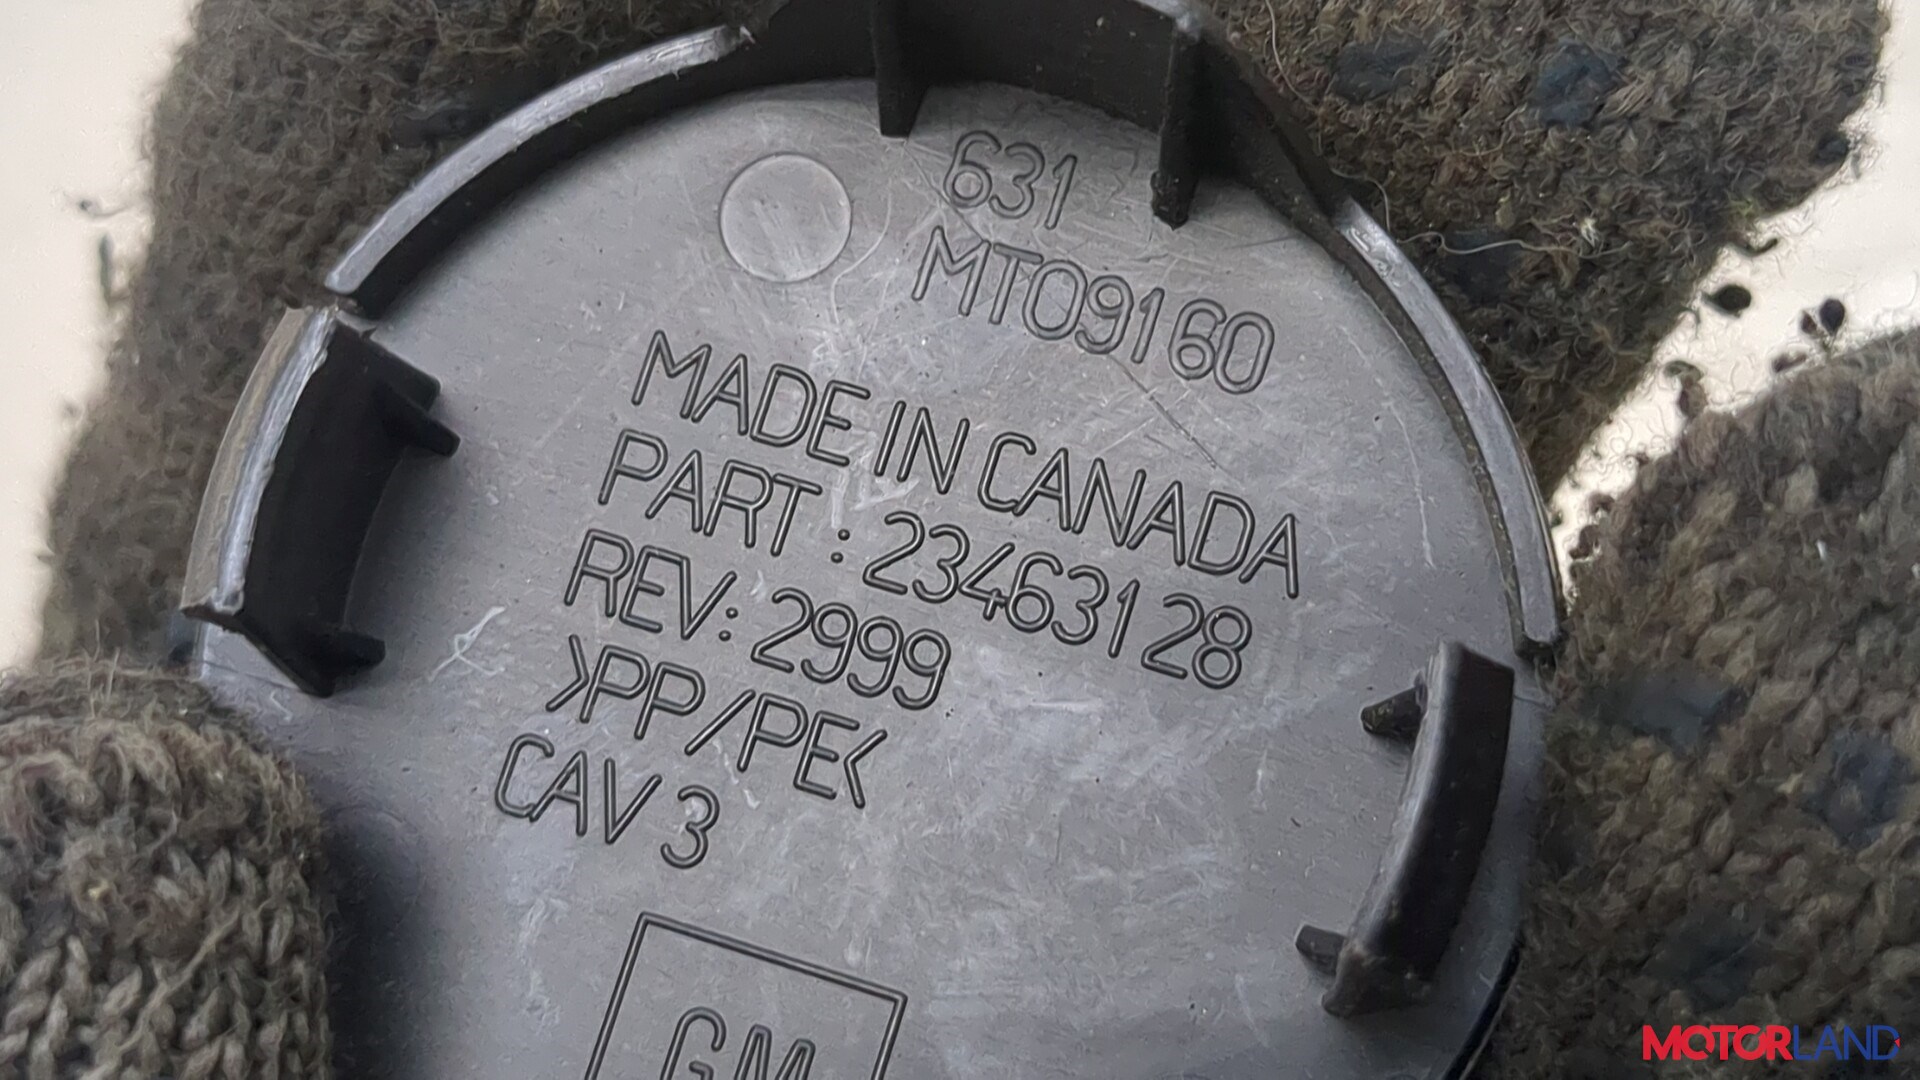 631
MT09160
MADE IN CANADA
PART : 23463128
REV: 2999
>PP/PE<
CAV 3
GM
MOTORLAND